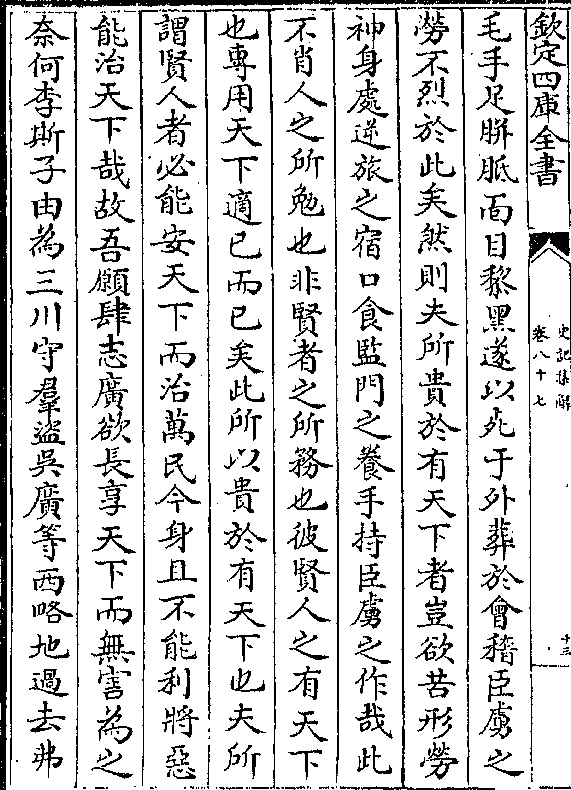 欽定四庫全書
史記集解
卷八十七
十三
毛手足胼胝面目黎黑遂以死于外葬於會稽臣虜之
勞不烈於此矣然則夫所貴於有天下者豈欲苦形勞
神身處逆旅之宿口食監門之養手持臣虜之作哉此
不肖人之所勉也非賢者之所務也彼賢人之有天下
也專用天下適已而已矣此所以貴於有天下也夫所
謂賢人者必能安天下而治萬民今身且不能利將惡
能治天下哉故吾願肆志廣欲長享天下而無害為之
奈何李斯子由為三川守羣盜吳廣等西略地過去弗